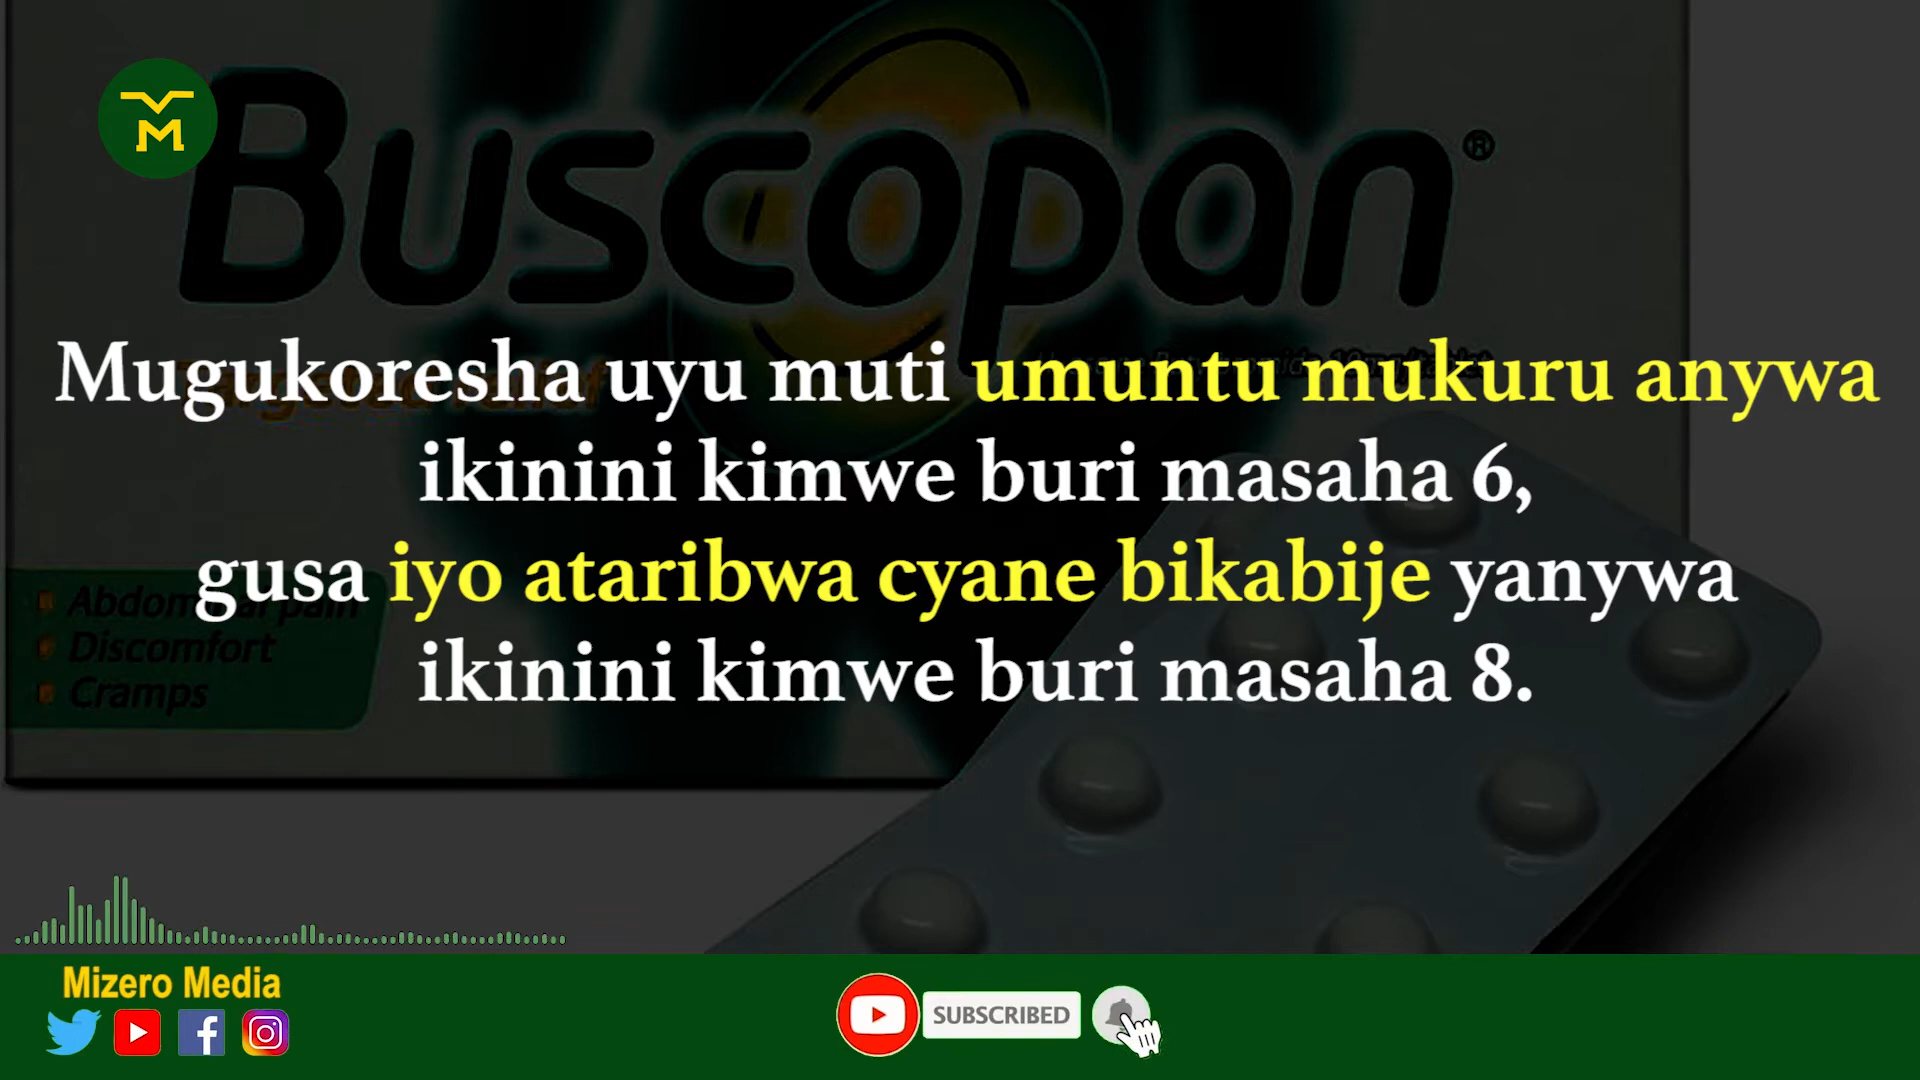 Buscopan®
Mugukoresha uyu muti umuntu mukuru anywa
ikinini kimwe buri masaha 6,
gusa iyo ataribwa cyane bikabije yanywa
ikinini kimwe buri masaha 8.
Discomfort
Cramps
Mizero Media
SUBSCRIBED